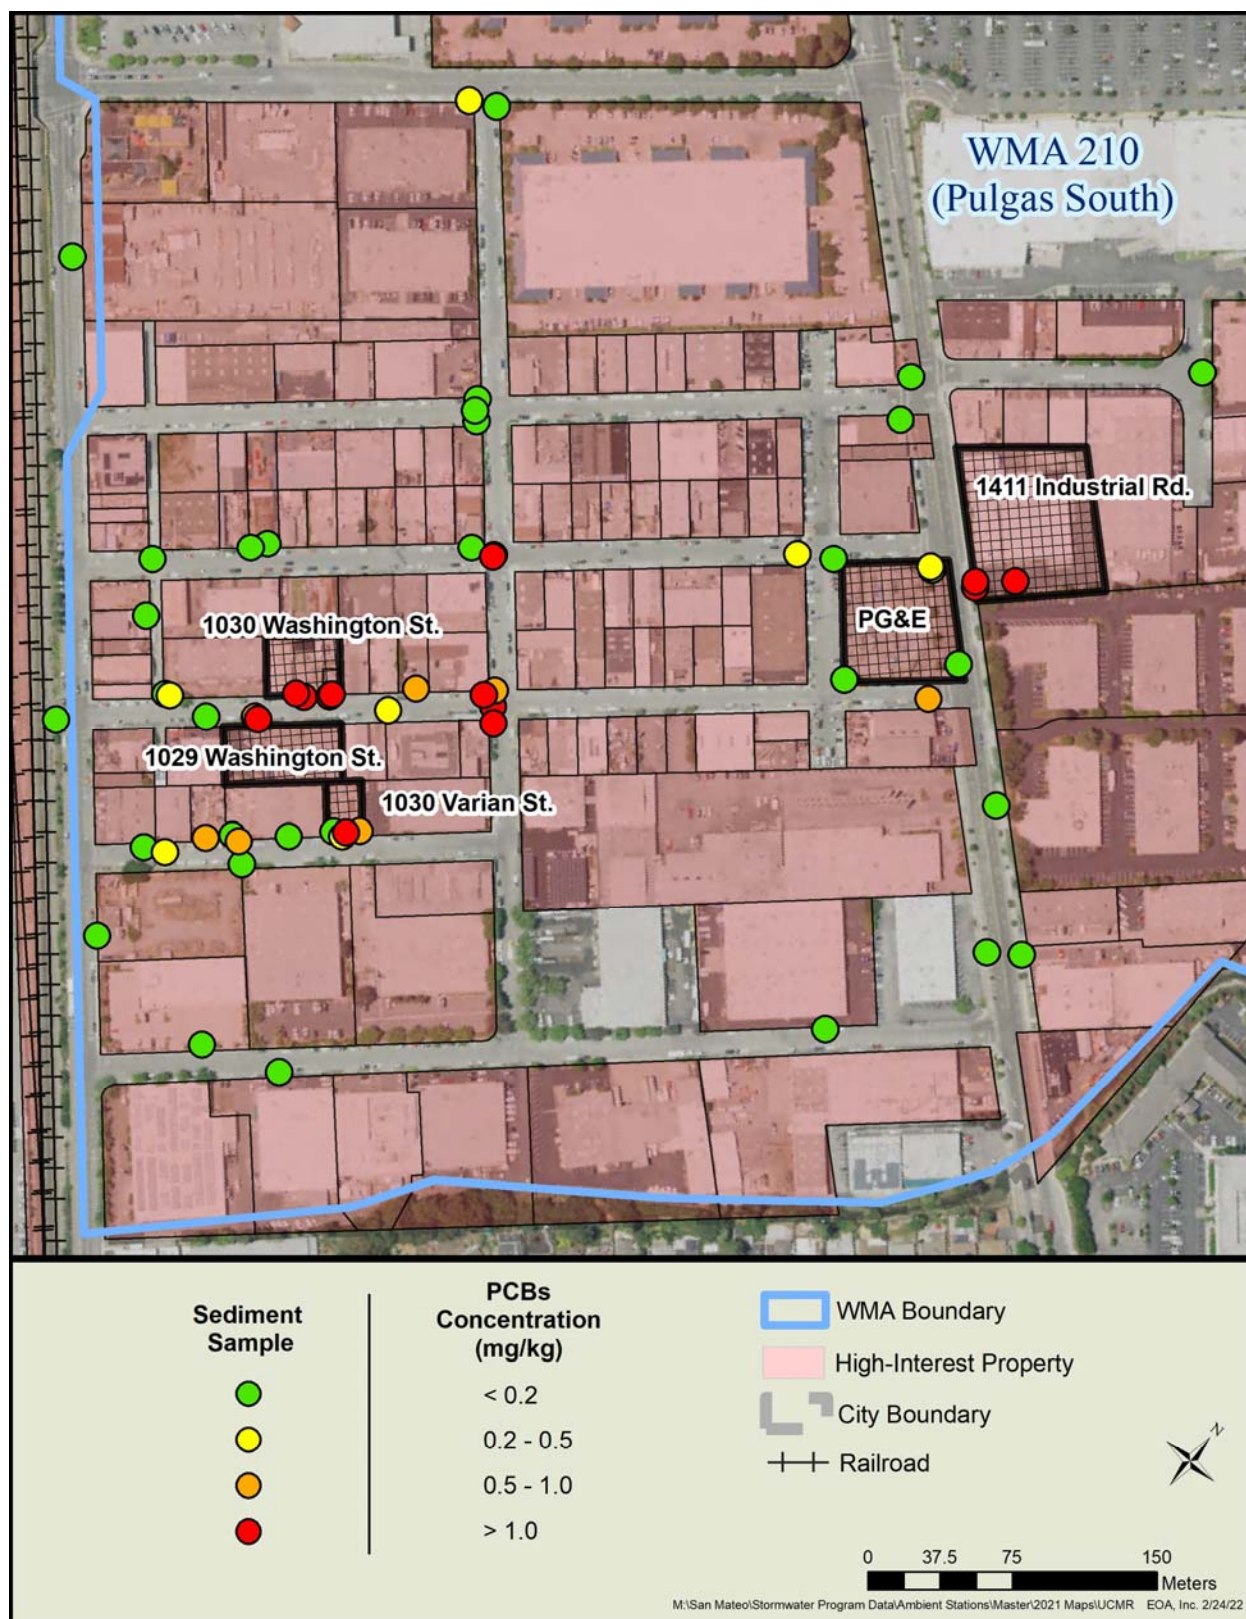 WMA 210
(Pulgas South)
1411 Industrial Rd.
1030 Washington St.
PG&E
1029 Washington St.
1030 Varian St.
Sediment
Sample
PCBs
Concentration
(mg/kg)
< 0.2
0.2 - 0.5
0.5 - 1.0
> 1.0
WMA Boundary
High-Interest Property
City Boundary
Railroad
N
0 37.5 75 150
Meters
M:\San Mateo\Stormwater Program Data\Ambient Stations\Master\2021 Maps\UCMR EOA, Inc. 2/24/22